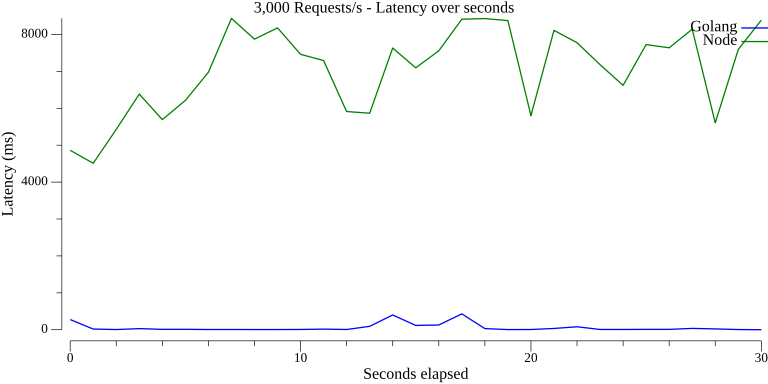 3,000 Requests/s - Latency over seconds
Golang
Node
8000
4000
0
Latency (ms)
0
10
20
30
Seconds elapsed